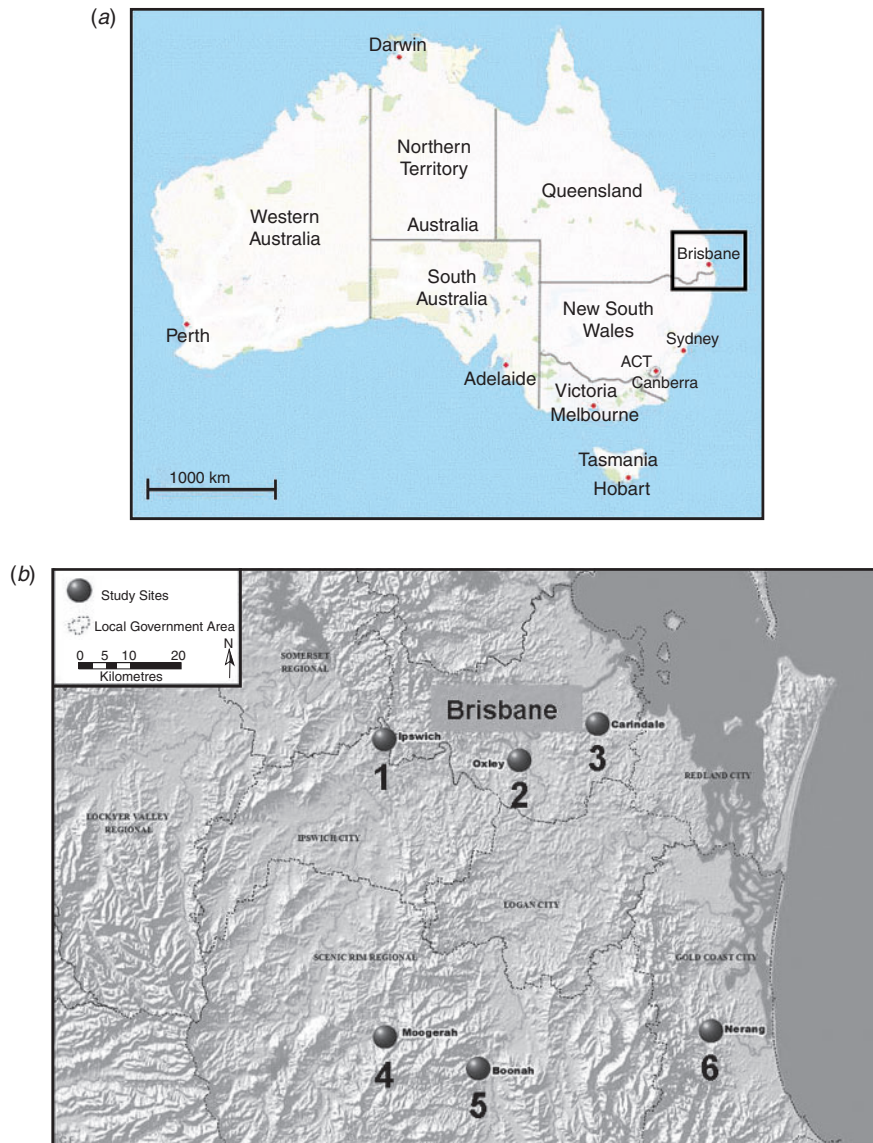 (a)
Darwin
Northern
Territory
Queensland
Western
Australia
Australia
Brisbane
South
Australia
New South
Wales
Perth
Sydney
ACT
Adelaide
Canberra
Victoria
Melbourne
1000 km
Tasmania
Hobart
(b)
Study Sites
Local Government Area
N
0 5 10 20
Kilometres
SOMERSET
REGIONAL
Brisbane
Carindale
Ipswich
3
1
Oxley
2
REDLAND CITY
LOCKYER VALLEY
REGIONAL
IPSWICH CITY
LOGAN CITY
SCENIC RIM REGIONAL
GOLD COAST CITY
Moogerah
Nerang
4
Boonah
6
5